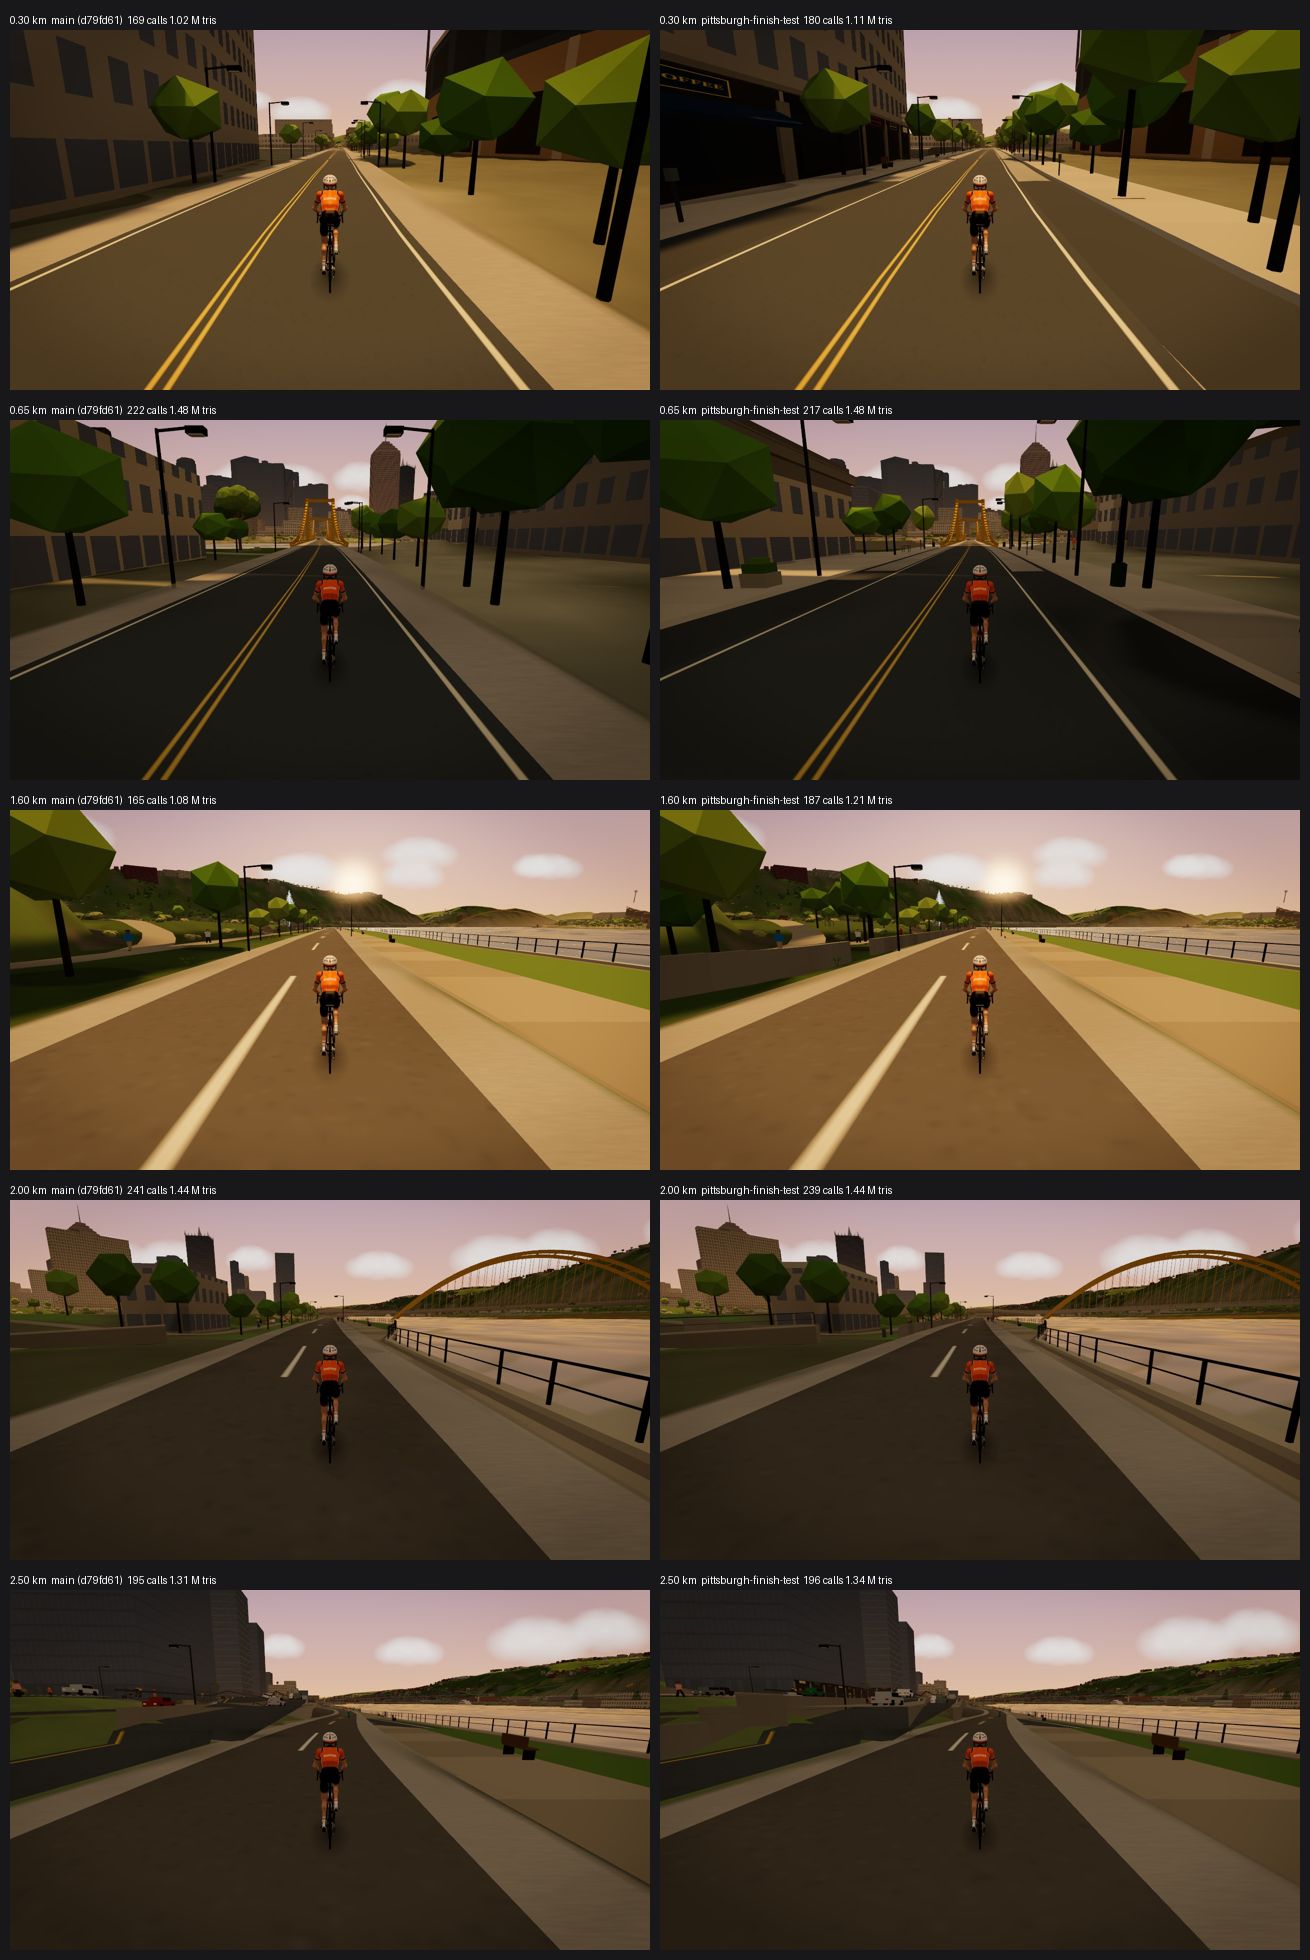 0.30 km main (d79fd61) 169 calls 1.02 M tris
0.30 km pittsburgh-finish-test 180 calls 1.11 M tris
OFFEE
0.65 km main (d79fd61) 222 calls 1.48 M tris
0.65 km pittsburgh-finish-test 217 calls 1.48 M tris
1.60 km main (d79fd61) 165 calls 1.08 M tris
1.60 km pittsburgh-finish-test 187 calls 1.21 M tris
2.00 km main (d79fd61) 241 calls 1.44 M tris
2.00 km pittsburgh-finish-test 239 calls 1.44 M tris
2.50 km main (d79fd61) 195 calls 1.31 M tris
2.50 km pittsburgh-finish-test 196 calls 1.34 M tris